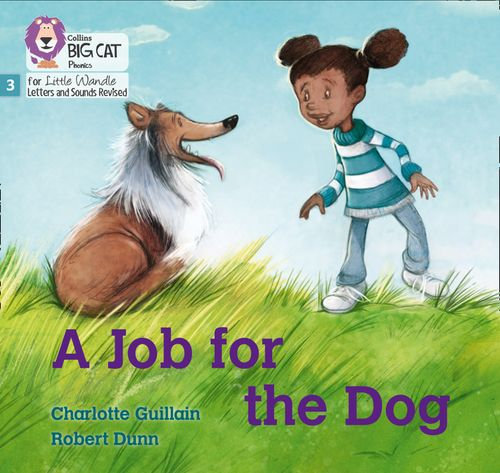 Collins
BIG CAT
Phonics
3
for Little Wandle
Letters and Sounds Revised
A Job for
the Dog
Charlotte Guillain
Robert Dunn